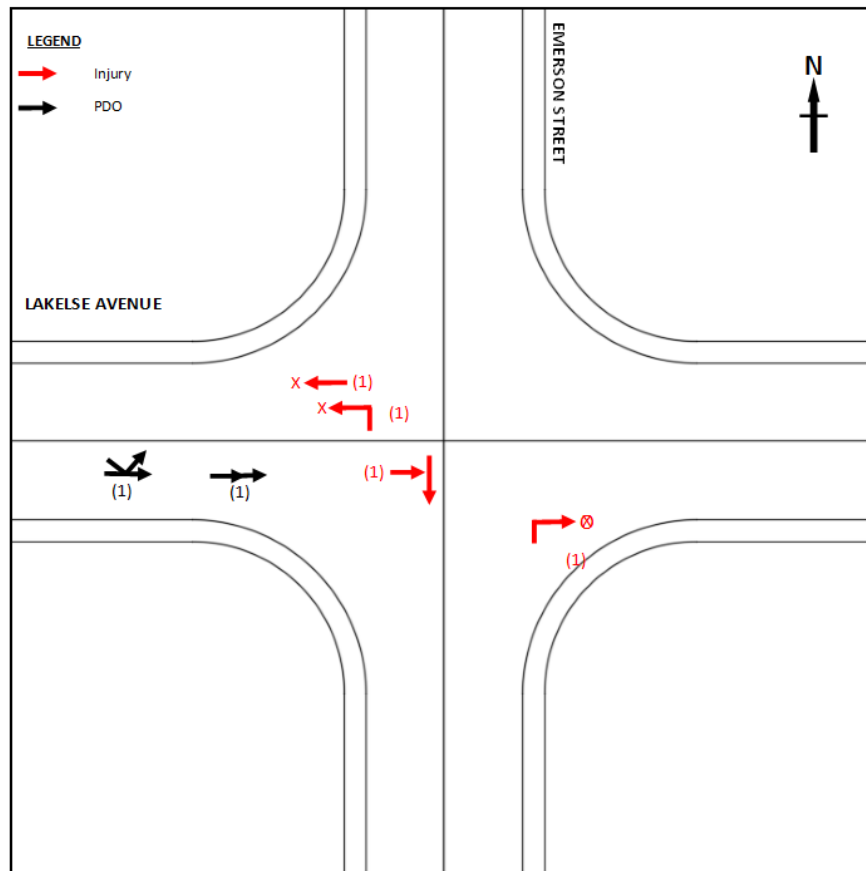 LEGEND
Injury
PDO
EMERSON STREET
N
LAKELSE AVENUE
X (1)
X (1)
(1)
(1)
(1)
X
(1)